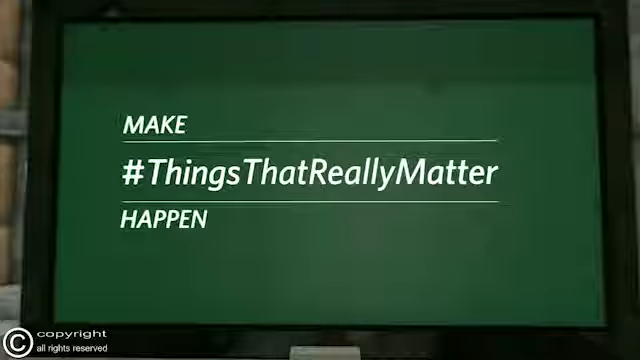 MAKE
#ThingsThatReallyMatter
HAPPEN
© copyright
all rights reserved